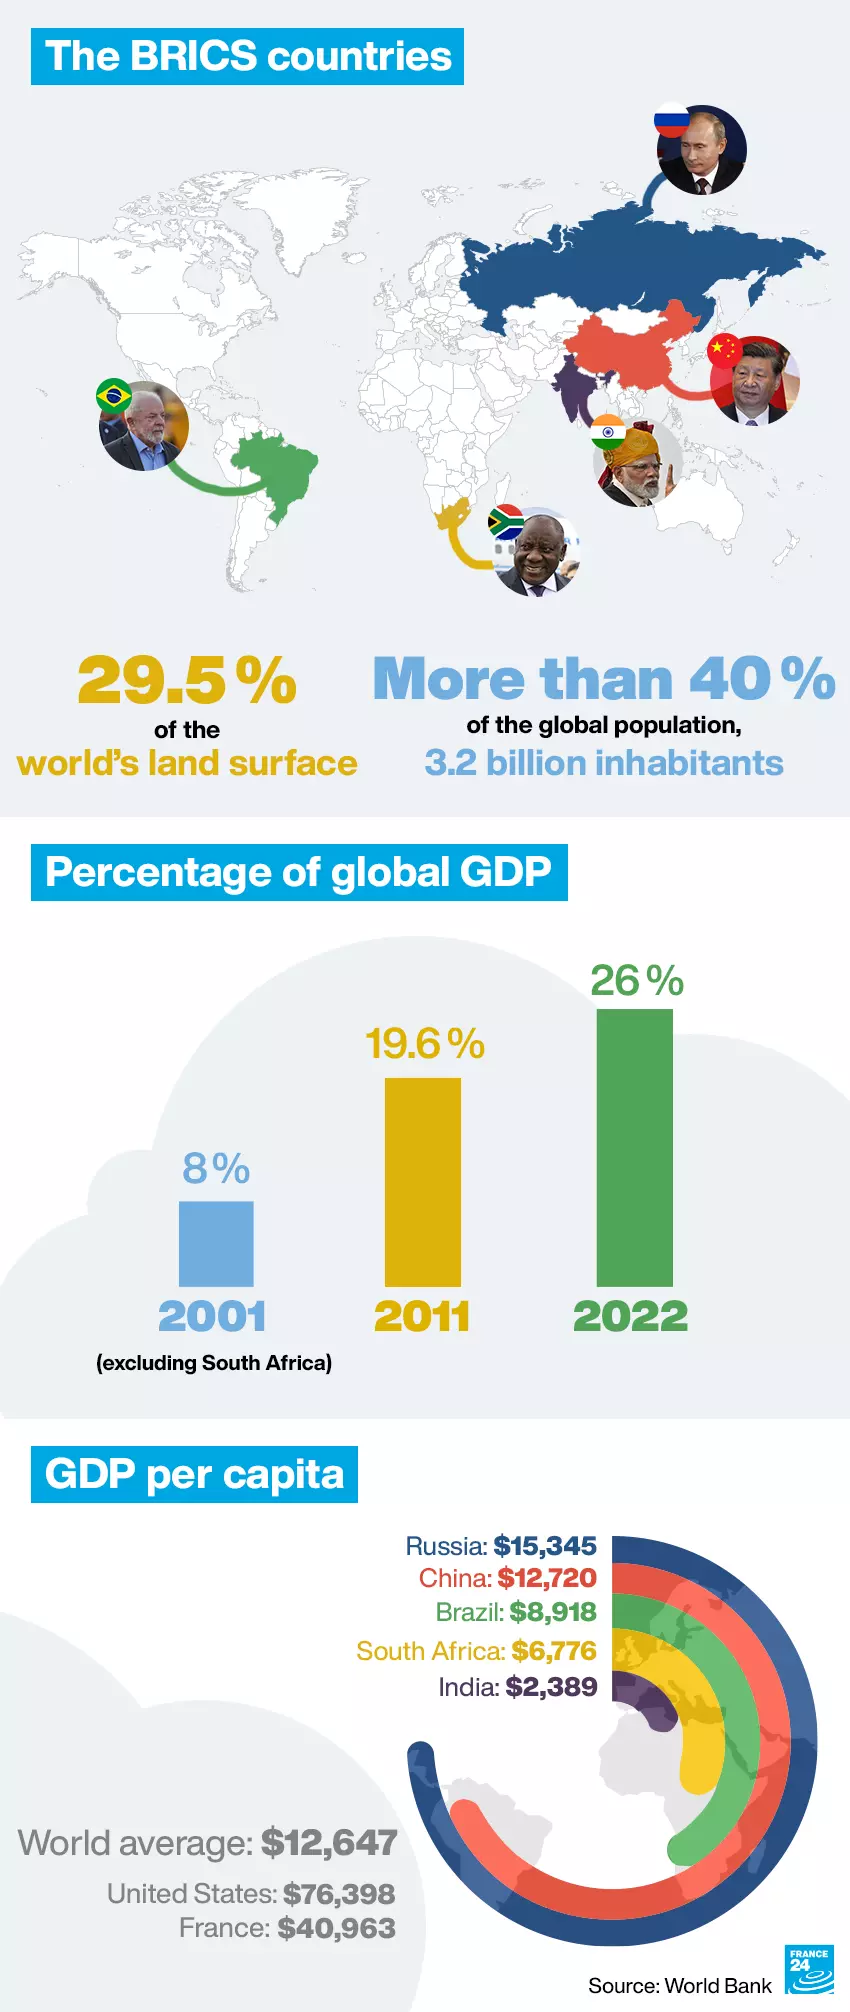 The BRICS countries
29.5 %
of the
world's land surface
More than 40 %
of the global population,
3.2 billion inhabitants
Percentage of global GDP
8 %
19.6 %
26 %
2001
2011
2022
(excluding South Africa)
GDP per capita
Russia: $15,345
China: $12,720
Brazil: $8,918
South Africa: $6,776
India: $2,389
World average: $12,647
United States: $76,398
France: $40,963
FRANCE
24
Source: World Bank